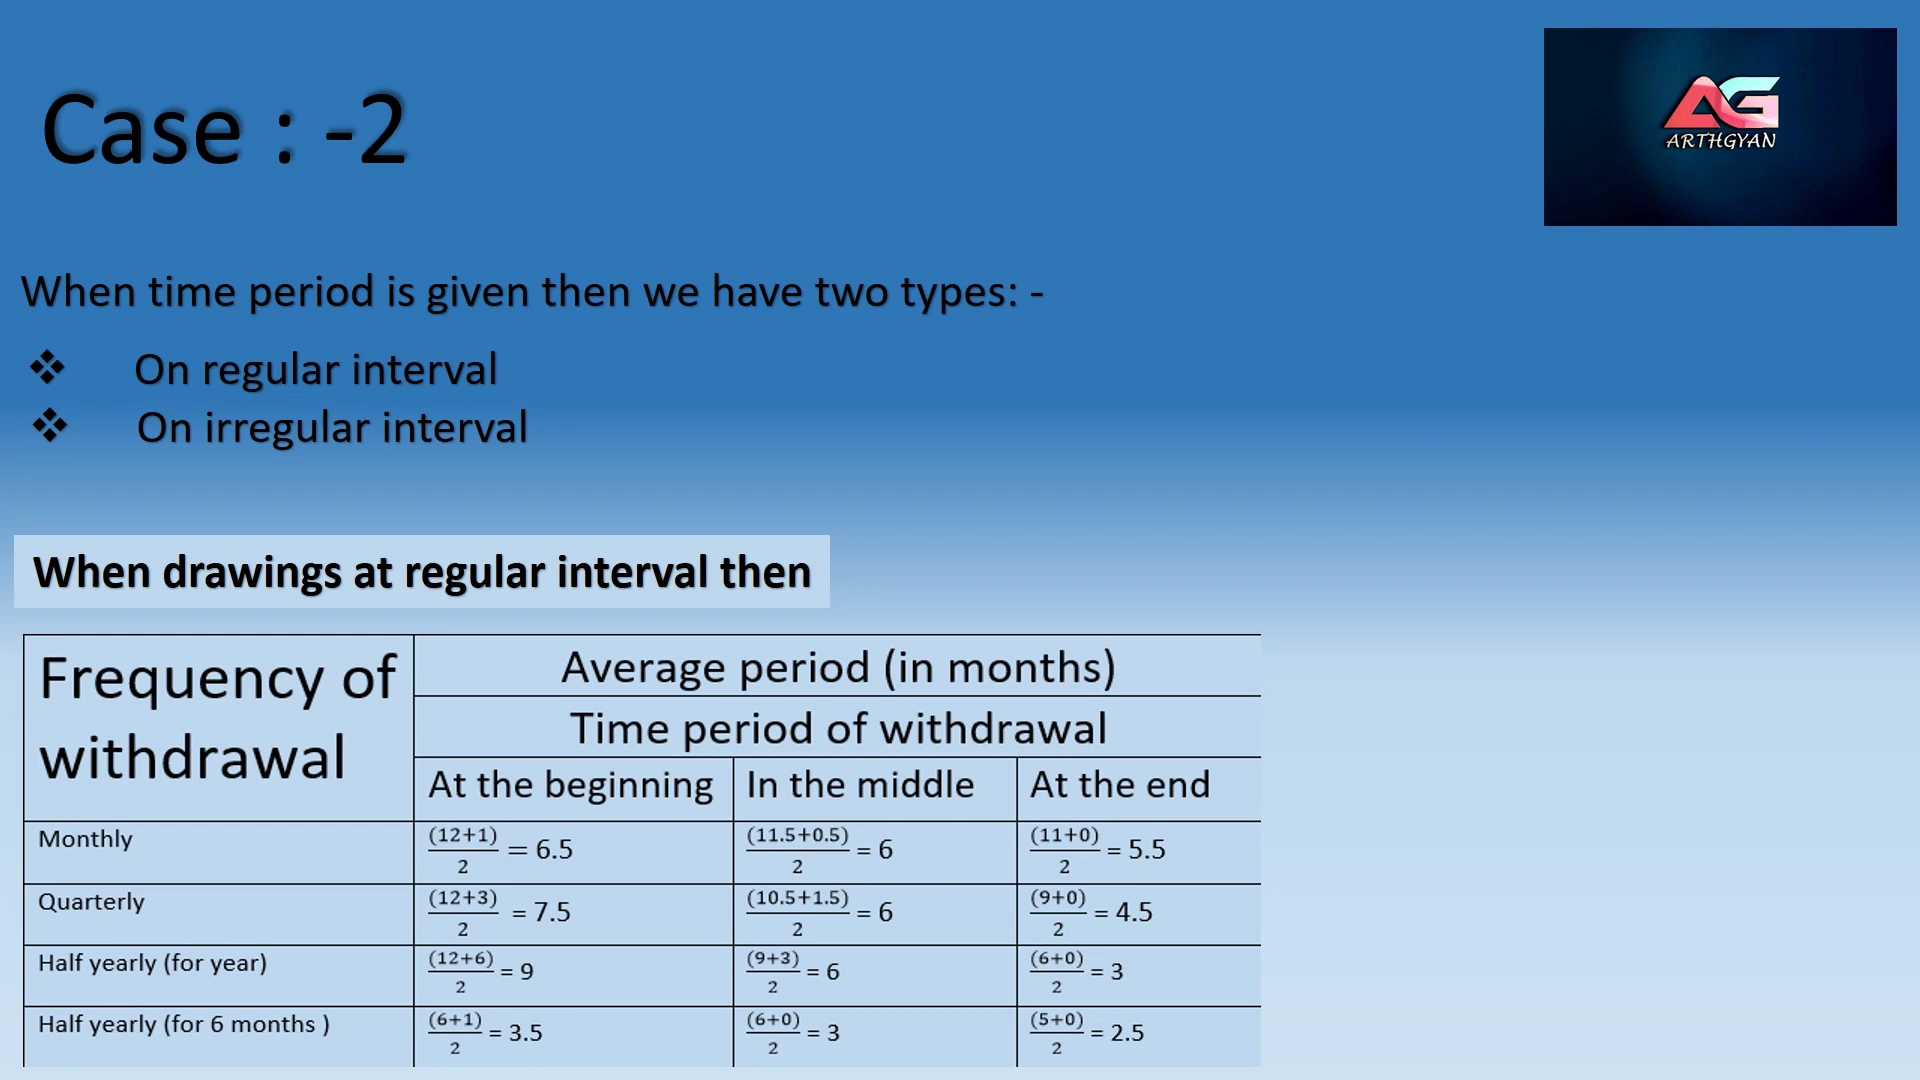 Case : -2
AG
ARTHGYAN
When time period is given then we have two types: -
❖ On regular interval
❖ On irregular interval
When drawings at regular interval then
Frequency of withdrawal
Average period (in months)
Time period of withdrawal
At the beginning In the middle At the end
Monthly (12+1)/2 = 6.5 (11.5+0.5)/2 = 6 (11+0)/2 = 5.5
Quarterly (12+3)/2 = 7.5 (10.5+1.5)/2 = 6 (9+0)/2 = 4.5
Half yearly (for year) (12+6)/2 = 9 (9+3)/2 = 6 (6+0)/2 = 3
Half yearly (for 6 months ) (6+1)/2 = 3.5 (6+0)/2 = 3 (5+0)/2 = 2.5